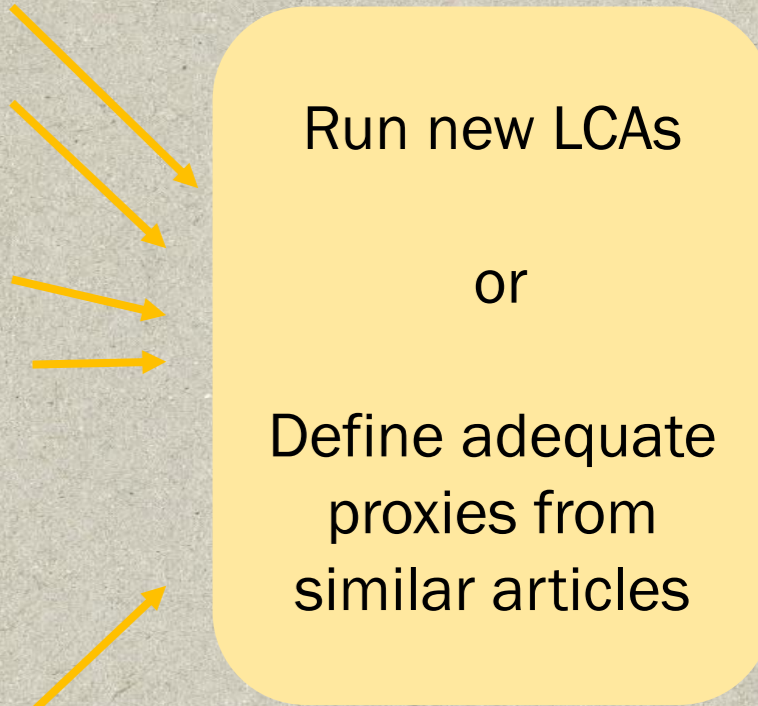 Run new LCAs
or
Define adequate
proxies from
similar articles